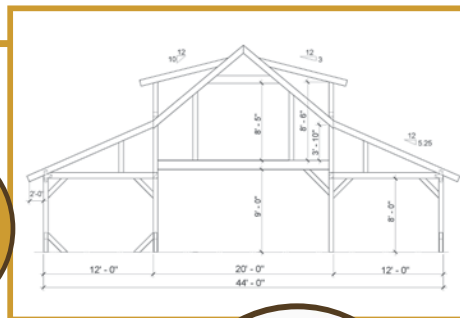 12
10
12
3
8' - 5"
8' - 6"
3' - 10"
12
5.25
2'-0"
9' - 0"
8' - 0"
12' - 0"
20' - 0"
12' - 0"
44' - 0"